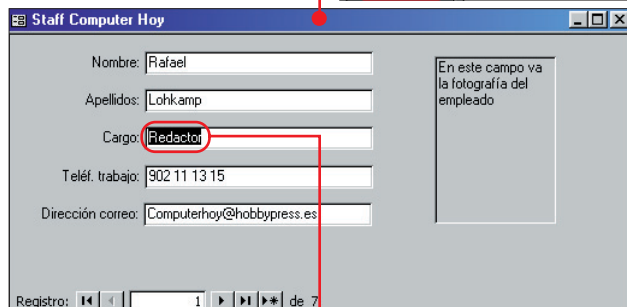 Staff Computer Hoy
Nombre: Rafael
En este campo va
la fotografía del
empleado
Apellidos: Lohkamp
Cargo: Redactor
Teléf. trabajo: 902 11 13 15
Dirección correo: Computerhoy@hobbypress.es
Registro: 1 de 7